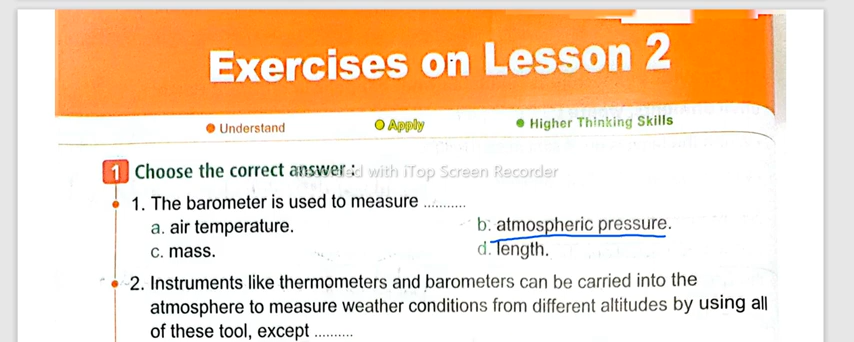 Exercises on Lesson 2
Understand
Apply
Higher Thinking Skills
1 Choose the correct answer :
with iTop Screen Recorder
1. The barometer is used to measure ...........
a. air temperature.
b. atmospheric pressure.
c. mass.
d. length.
2. Instruments like thermometers and barometers can be carried into the
atmosphere to measure weather conditions from different altitudes by using all
of these tool, except ..........